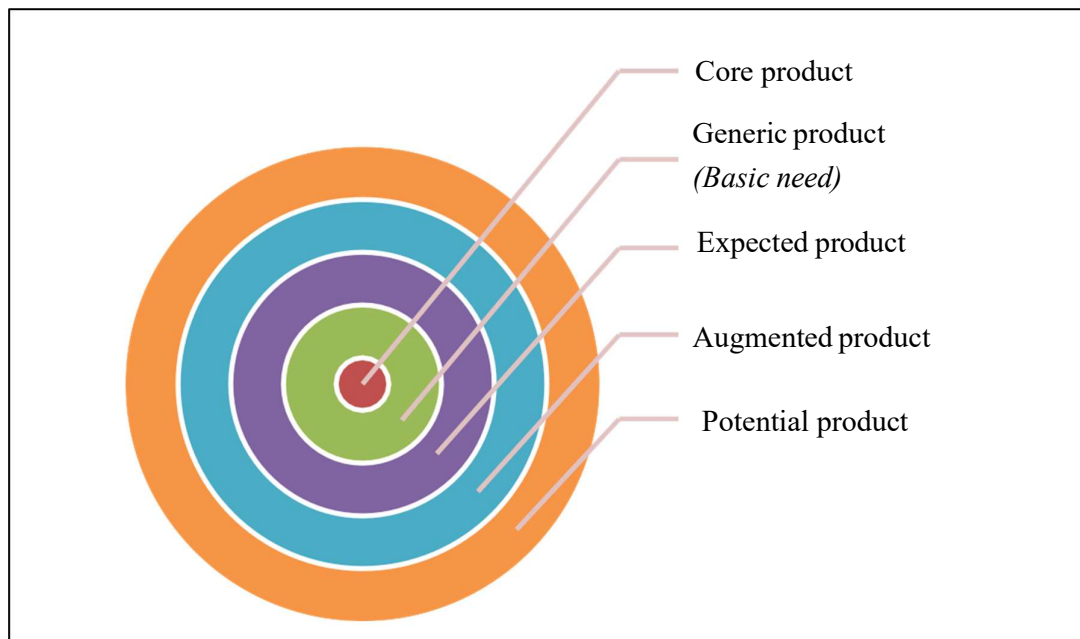 Core product
Generic product
(Basic need)
Expected product
Augmented product
Potential product